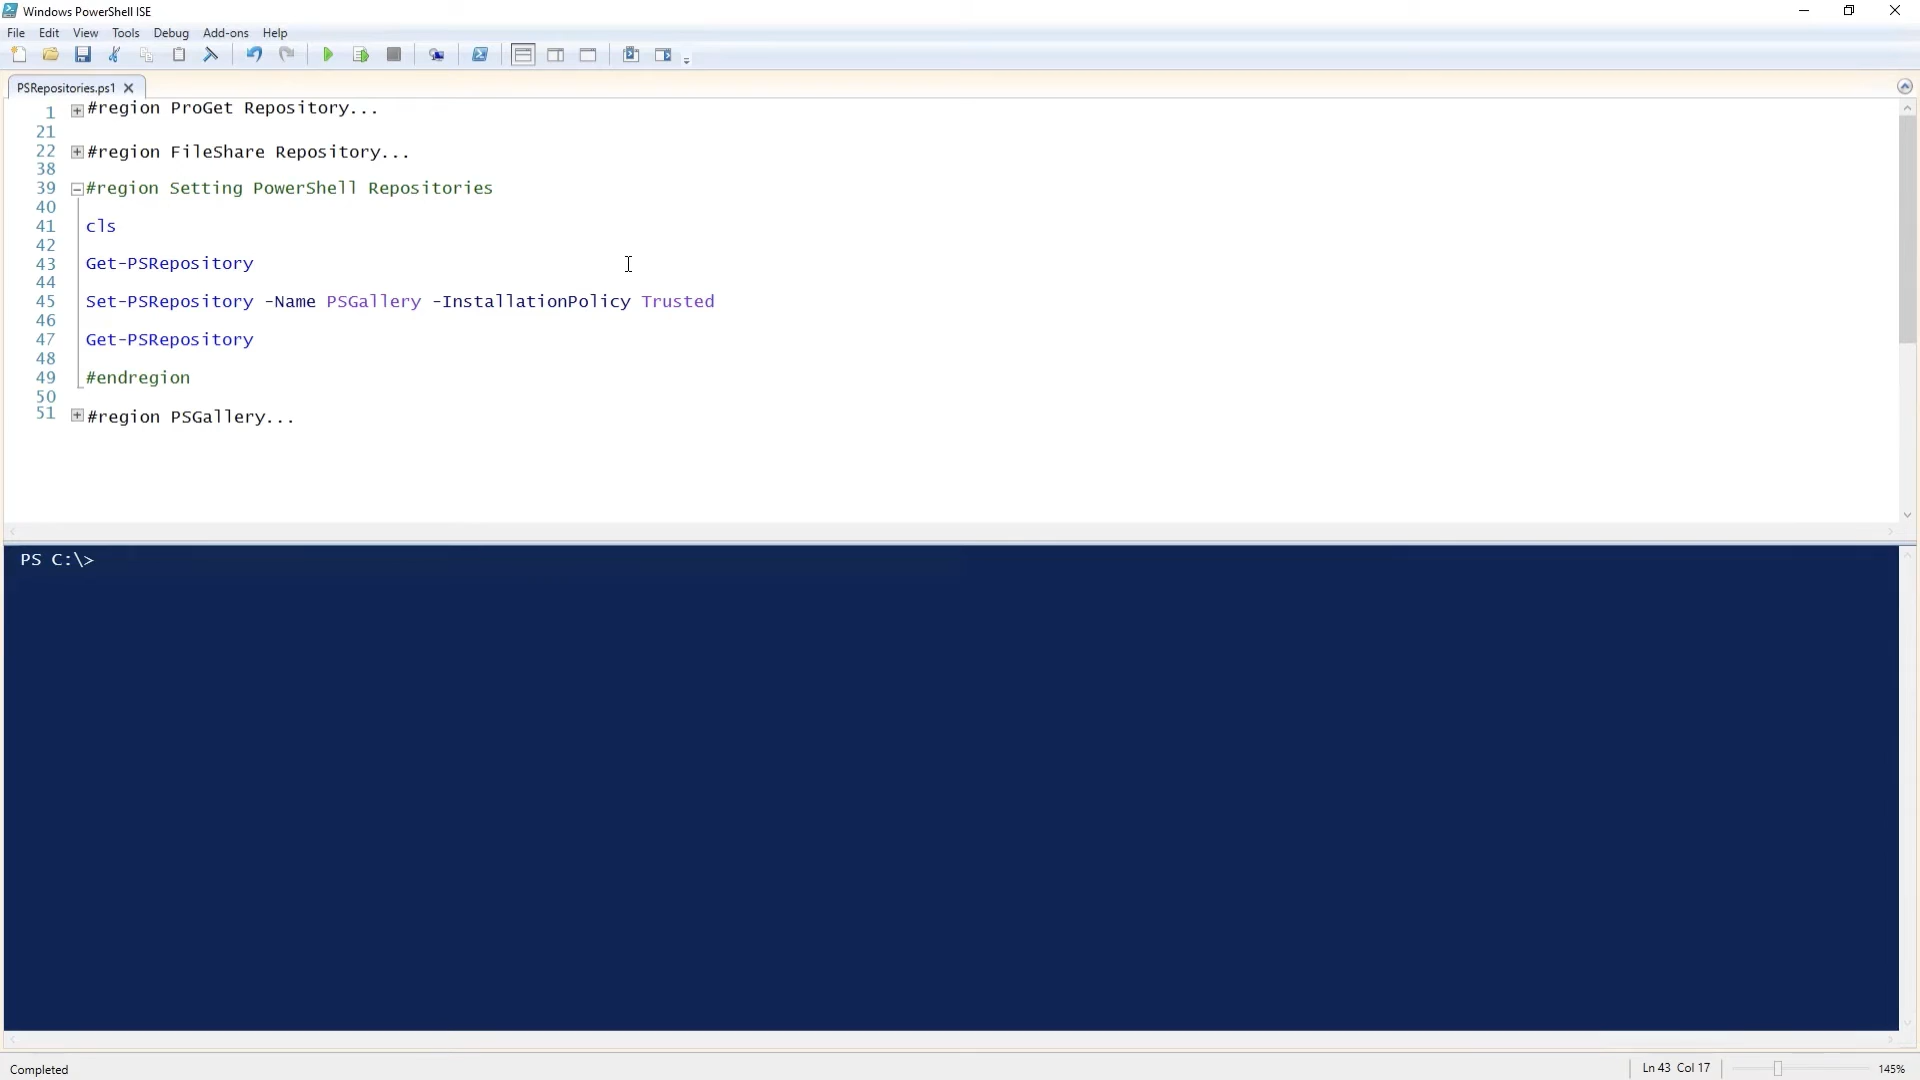 Windows PowerShell ISE
File Edit View Tools Debug Add-ons Help
PSRepositories.ps1
1 #region ProGet Repository...
21
22 #region FileShare Repository...
38
39 #region Setting PowerShell Repositories
40
41 cls
42
43 Get-PSRepository
44
45 Set-PSRepository -Name PSGallery -InstallationPolicy Trusted
46
47 Get-PSRepository
48
49 #endregion
50
51 #region PSGallery...
PS C:\>
Completed Ln 43 Col 17 145%